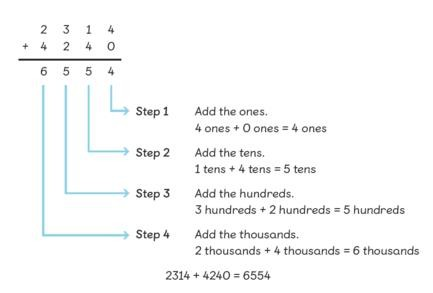 2 3 1 4
+ 4 2 4 0
6 5 5 4
Step 1 Add the ones.
4 ones + 0 ones = 4 ones
Step 2 Add the tens.
1 tens + 4 tens = 5 tens
Step 3 Add the hundreds.
3 hundreds + 2 hundreds = 5 hundreds
Step 4 Add the thousands.
2 thousands + 4 thousands = 6 thousands
2314 + 4240 = 6554